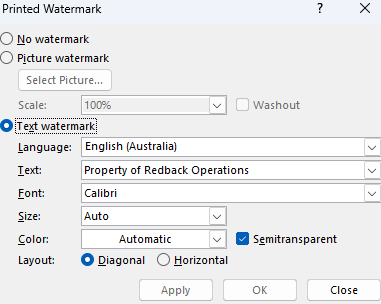 Printed Watermark ? ×
No watermark
Picture watermark
Select Picture...
Scale: 100% Washout
Text watermark
Language: English (Australia)
Text: Property of Redback Operations
Font: Calibri
Size: Auto
Color: Automatic Semitransparent
Layout: Diagonal Horizontal
Apply OK Close